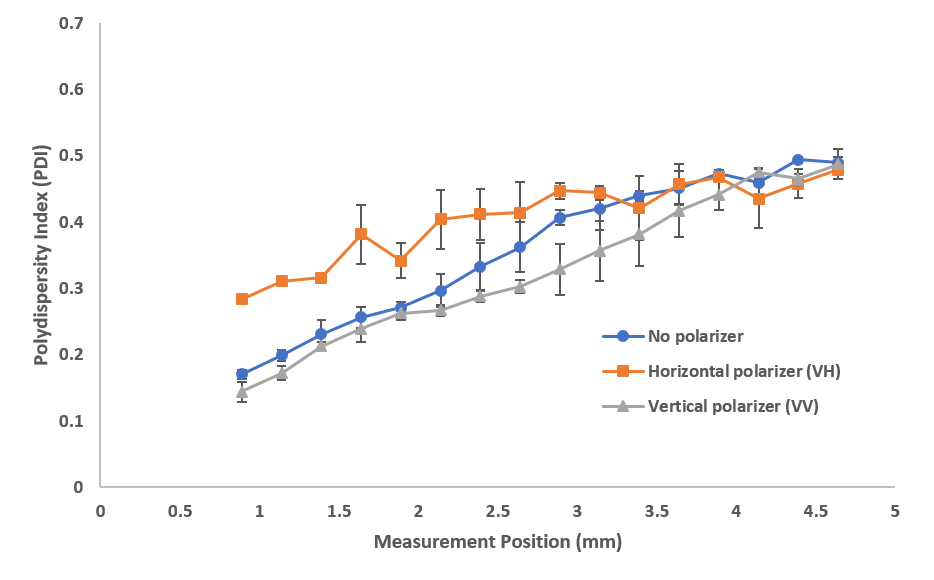 0.7
0.6
0.5
0.4
0.3
0.2
0.1
0
Polydispersity Index (PDI)
No polarizer
Horizontal polarizer (VH)
Vertical polarizer (VV)
0 0.5 1 1.5 2 2.5 3 3.5 4 4.5 5
Measurement Position (mm)